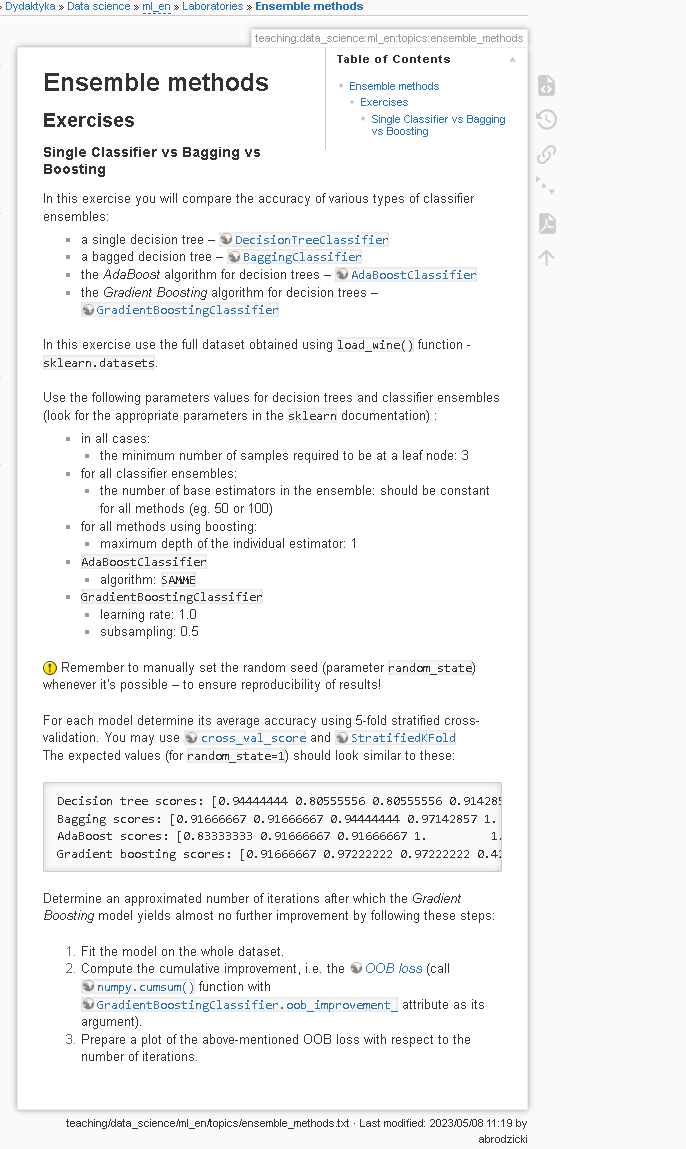 » Dydaktyka » Data science » ml_en » Laboratories » Ensemble methods
teaching:data_science:ml_en:topics:ensemble_methods
Table of Contents
Ensemble methods
Exercises
Single Classifier vs Bagging vs
vs Boosting
Ensemble methods
Exercises
Single Classifier vs Bagging vs
Boosting
In this exercise you will compare the accuracy of various types of classifier
ensembles:
a single decision tree – DecisionTreeClassifier
a bagged decision tree – BaggingClassifier
the AdaBoost algorithm for decision trees – AdaBoostClassifier
the Gradient Boosting algorithm for decision trees –
GradientBoostingClassifier
In this exercise use the full dataset obtained using load_wine() function -
sklearn.datasets.
Use the following parameters values for decision trees and classifier ensembles
(look for the appropriate parameters in the sklearn documentation) :
in all cases:
the minimum number of samples required to be at a leaf node: 3
for all classifier ensembles:
the number of base estimators in the ensemble: should be constant
for all methods (eg. 50 or 100)
for all methods using boosting:
maximum depth of the individual estimator: 1
AdaBoostClassifier
algorithm: SAMME
GradientBoostingClassifier
learning rate: 1.0
subsampling: 0.5
Remember to manually set the random seed (parameter random_state)
whenever it's possible – to ensure reproducibility of results!
For each model determine its average accuracy using 5-fold stratified cross-
validation. You may use cross_val_score and StratifiedKFold
The expected values (for random_state=1) should look similar to these:
Decision tree scores: [0.94444444 0.80555556 0.80555556 0.91428
Bagging scores: [0.91666667 0.91666667 0.94444444 0.97142857 1.
AdaBoost scores: [0.83333333 0.91666667 0.91666667 1. 1.
Gradient boosting scores: [0.91666667 0.97222222 0.97222222 0.42
Determine an approximated number of iterations after which the Gradient
Boosting model yields almost no further improvement by following these steps:
1. Fit the model on the whole dataset.
2. Compute the cumulative improvement, i.e. the OOB loss (call
numpy.cumsum() function with
GradientBoostingClassifier.oob_improvement_ attribute as its
argument).
3. Prepare a plot of the above-mentioned OOB loss with respect to the
number of iterations.
teaching/data_science/ml_en/topics/ensemble_methods.txt · Last modified: 2023/05/08 11:19 by
abrodzicki